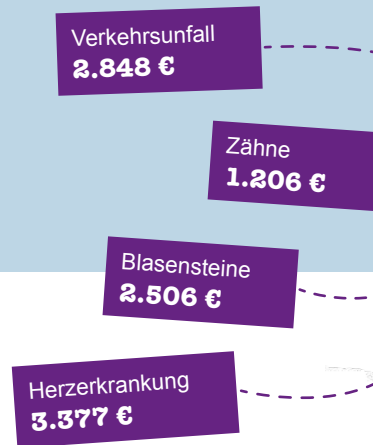 Verkehrsunfall
2.848 €
Zähne
1.206 €
Blasensteine
2.506 €
Herzerkrankung
3.377 €